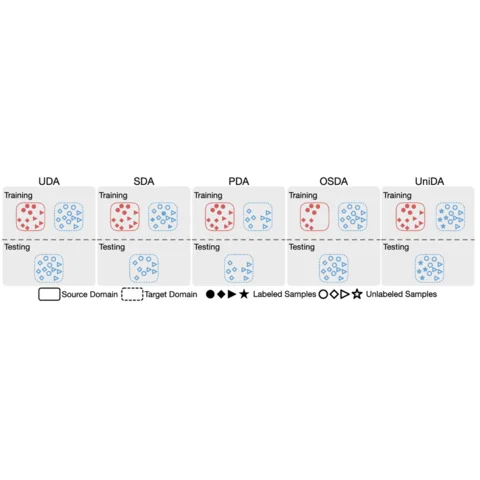 UDA SDA PDA OSDA UniDA
Training Training Training Training Training
Testing Testing Testing Testing Testing
Source Domain Target Domain Labeled Samples Unlabeled Samples